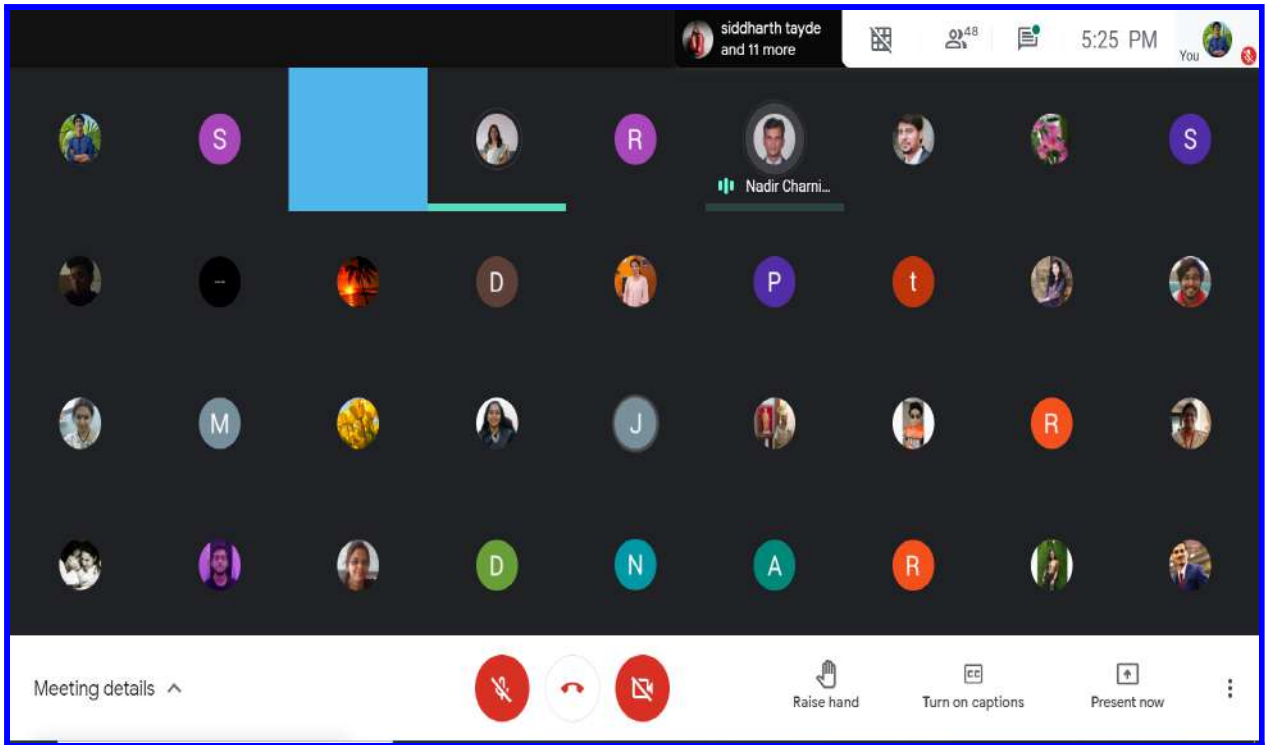 siddharth tayde
and 11 more
48
5:25 PM
You
S
R
S
Nadir Charni...
D
P
t
M
J
R
D
N
A
R
Meeting details
Raise hand
CC
Turn on captions
Present now